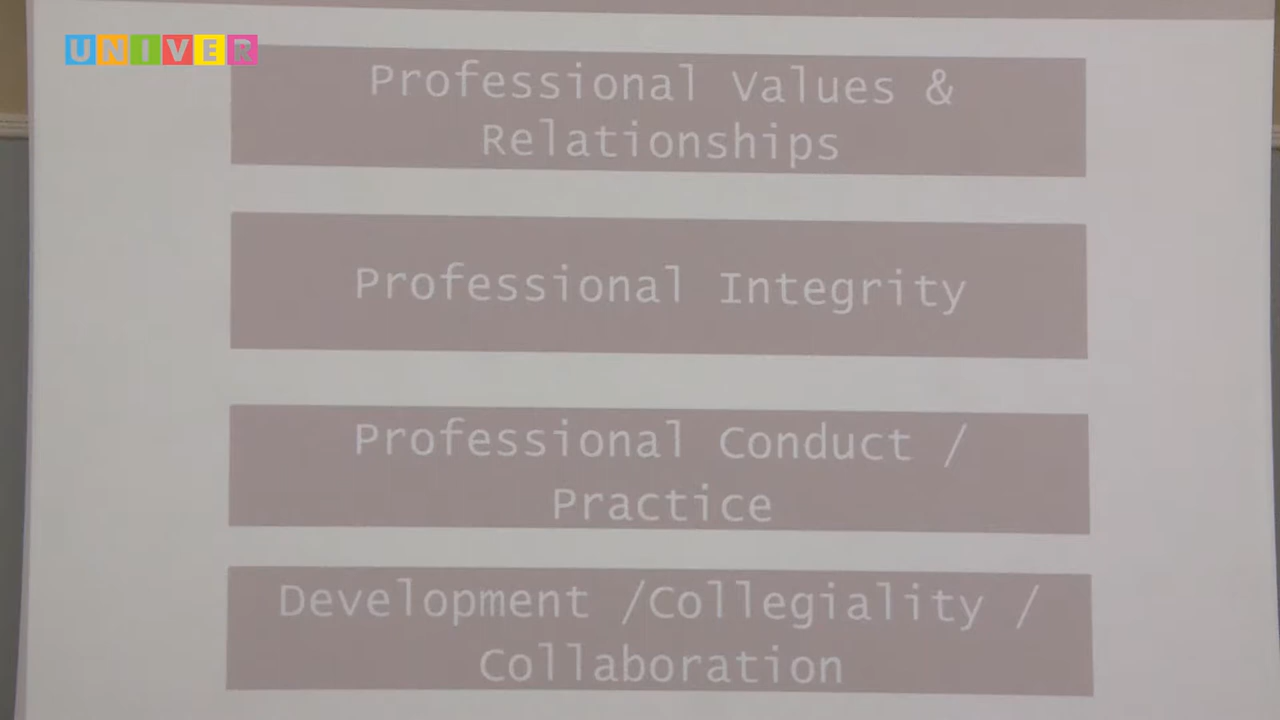 UNIVER
Professional Values &
Relationships
Professional Integrity
Professional Conduct /
Practice
Development /Collegiality /
Collaboration